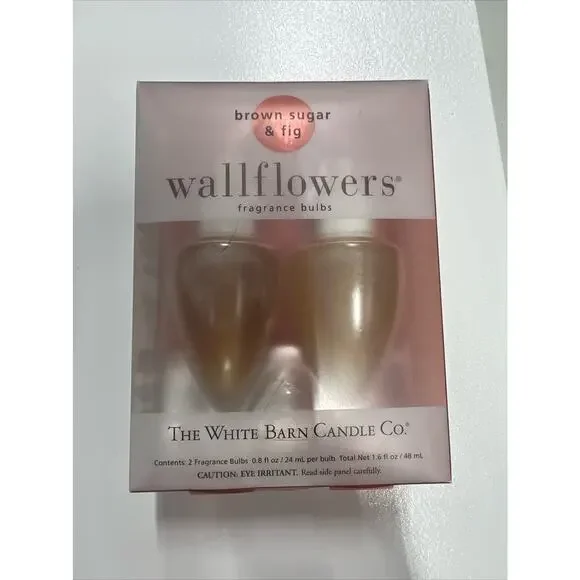 brown sugar
& fig
wallflowers®
fragrance bulbs
THE WHITE BARN CANDLE CO.®
Contents: 2 Fragrance Bulbs 0.8 fl oz / 24 mL per bulb. Total Net 1.6 fl oz / 48 mL
CAUTION: EYE IRRITANT. Read side panel carefully.